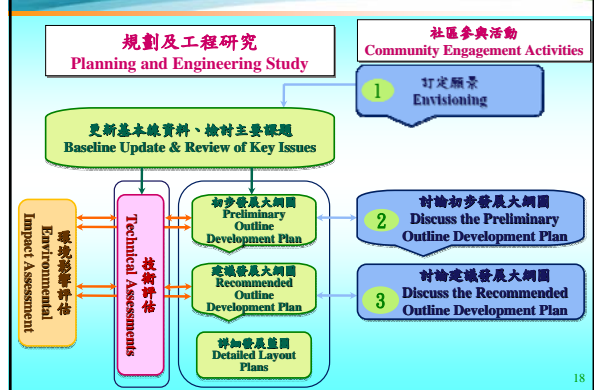 規劃及工程研究
Planning and Engineering Study
社區參與活動
Community Engagement Activities
1
訂定願景
Envisioning
更新基本線資料、檢討主要課題
Baseline Update & Review of Key Issues
環境影響評估
Environmental
Impact Assessment
技術評估
Technical Assessments
初步發展大綱圖
Preliminary
Outline
Development Plan
2
討論初步發展大綱圖
Discuss the Preliminary
Outline Development Plan
建議發展大綱圖
Recommended
Outline
Development Plan
3
討論建議發展大綱圖
Discuss the Recommended
Outline Development Plan
詳細發展藍圖
Detailed Layout
Plans
18